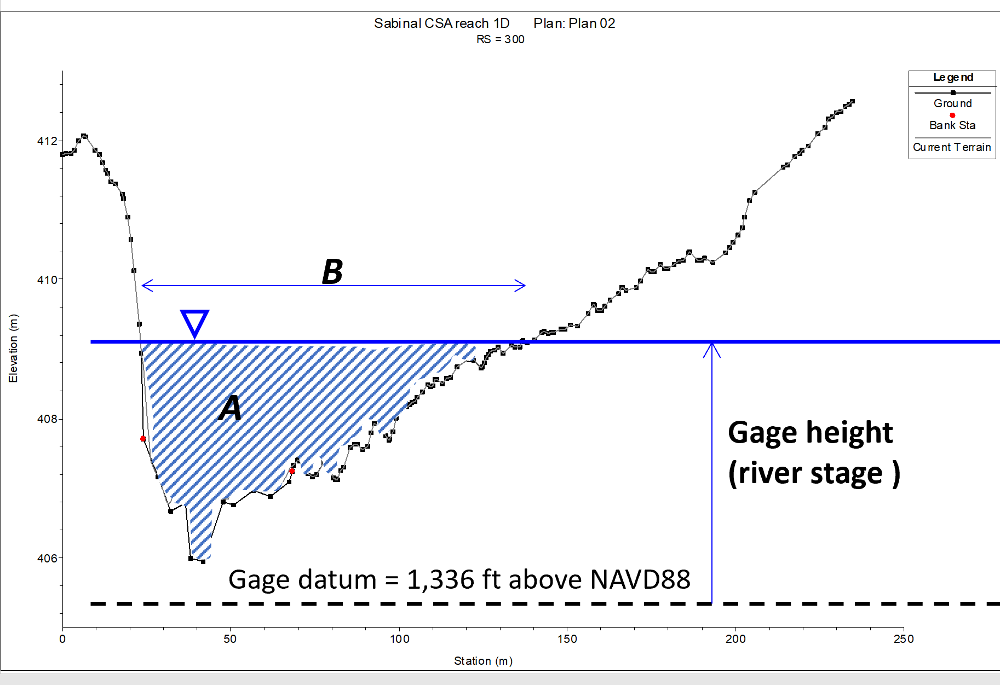 Sabinal CSA reach 1D Plan: Plan 02
RS = 300
Legend
Ground
Bank Sta
Current Terrain
412
410
408
406
Elevation (m)
B
A
Gage height
(river stage )
Gage datum = 1,336 ft above NAVD88
0 50 100 150 200 250
Station (m)